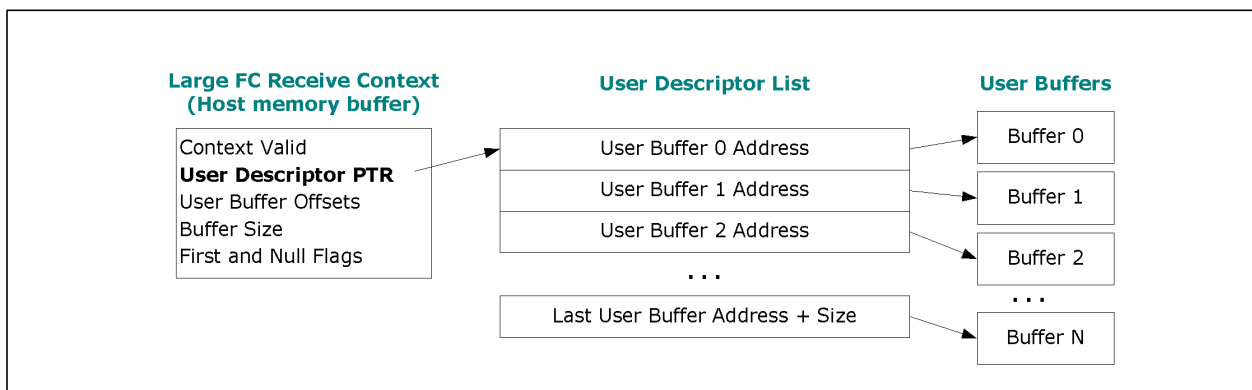 Large FC Receive Context
(Host memory buffer)
Context Valid
User Descriptor PTR
User Buffer Offsets
Buffer Size
First and Null Flags
User Descriptor List
User Buffer 0 Address
User Buffer 1 Address
User Buffer 2 Address
...
Last User Buffer Address + Size
User Buffers
Buffer 0
Buffer 1
Buffer 2
...
Buffer N